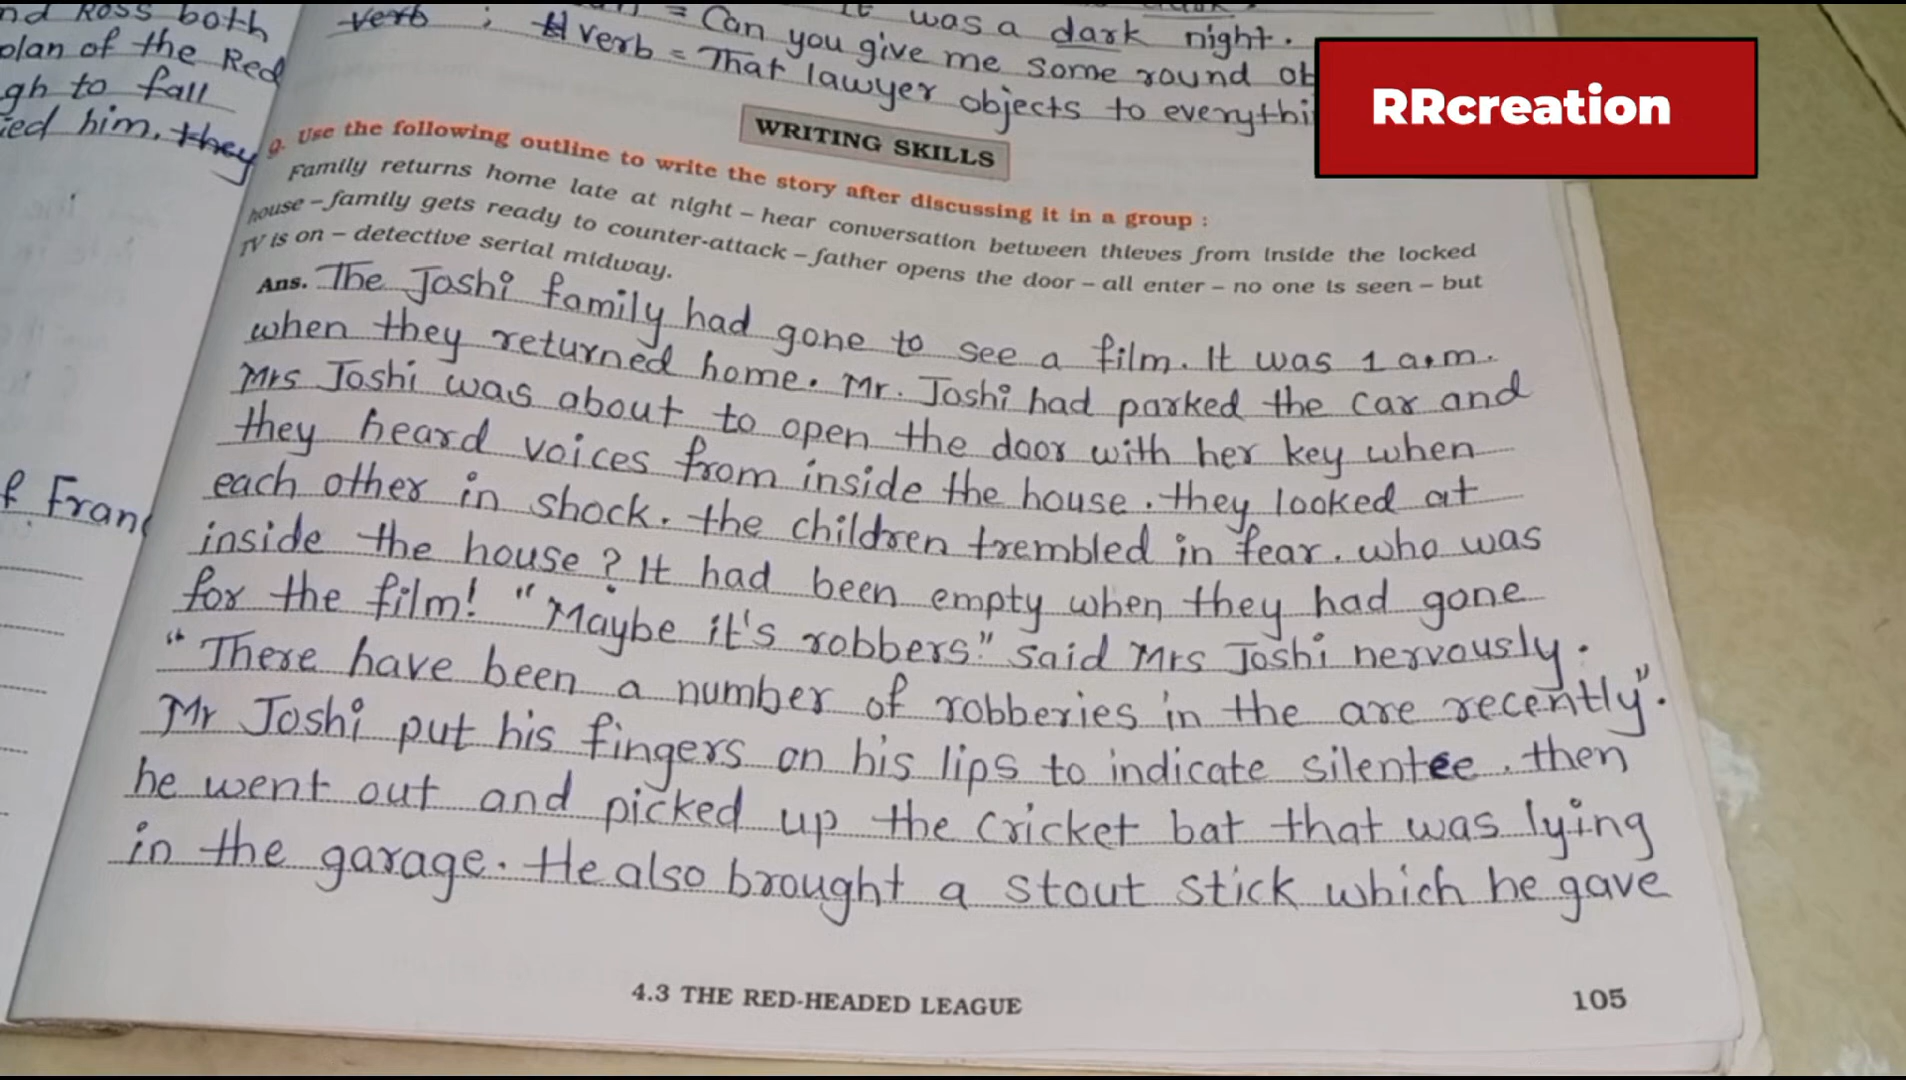 nd Ross both
plan of the Red
gh to fall
ied him. they
f Fran
verb ;
= Can you give me some round ob
It was a dark night.
verb = That lawyer objects to everythi
RRcreation
WRITING SKILLS
9. Use the following outline to write the story after discussing it in a group :
Family returns home late at night – hear conversation between thieves from inside the locked
house – family gets ready to counter-attack – father opens the door – all enter – no one is seen – but
TV is on – detective serial midway.
Ans. The Joshi family had gone to see a film. It was 1 a.m.
when they returned home. Mr. Joshi had parked the car and
Mrs Joshi was about to open the door with her key when
they heard voices from inside the house. they looked at
each other in shock. the children trembled in fear. who was
inside the house? It had been empty when they had gone
for the film! "Maybe it's robbers." said Mrs Joshi nervously.
"There have been a number of robberies in the are recently".
Mr Joshi put his fingers on his lips to indicate silentee. then
he went out and picked up the cricket bat that was lying
in the garage. He also brought a stout stick which he gave
4.3 THE RED-HEADED LEAGUE
105